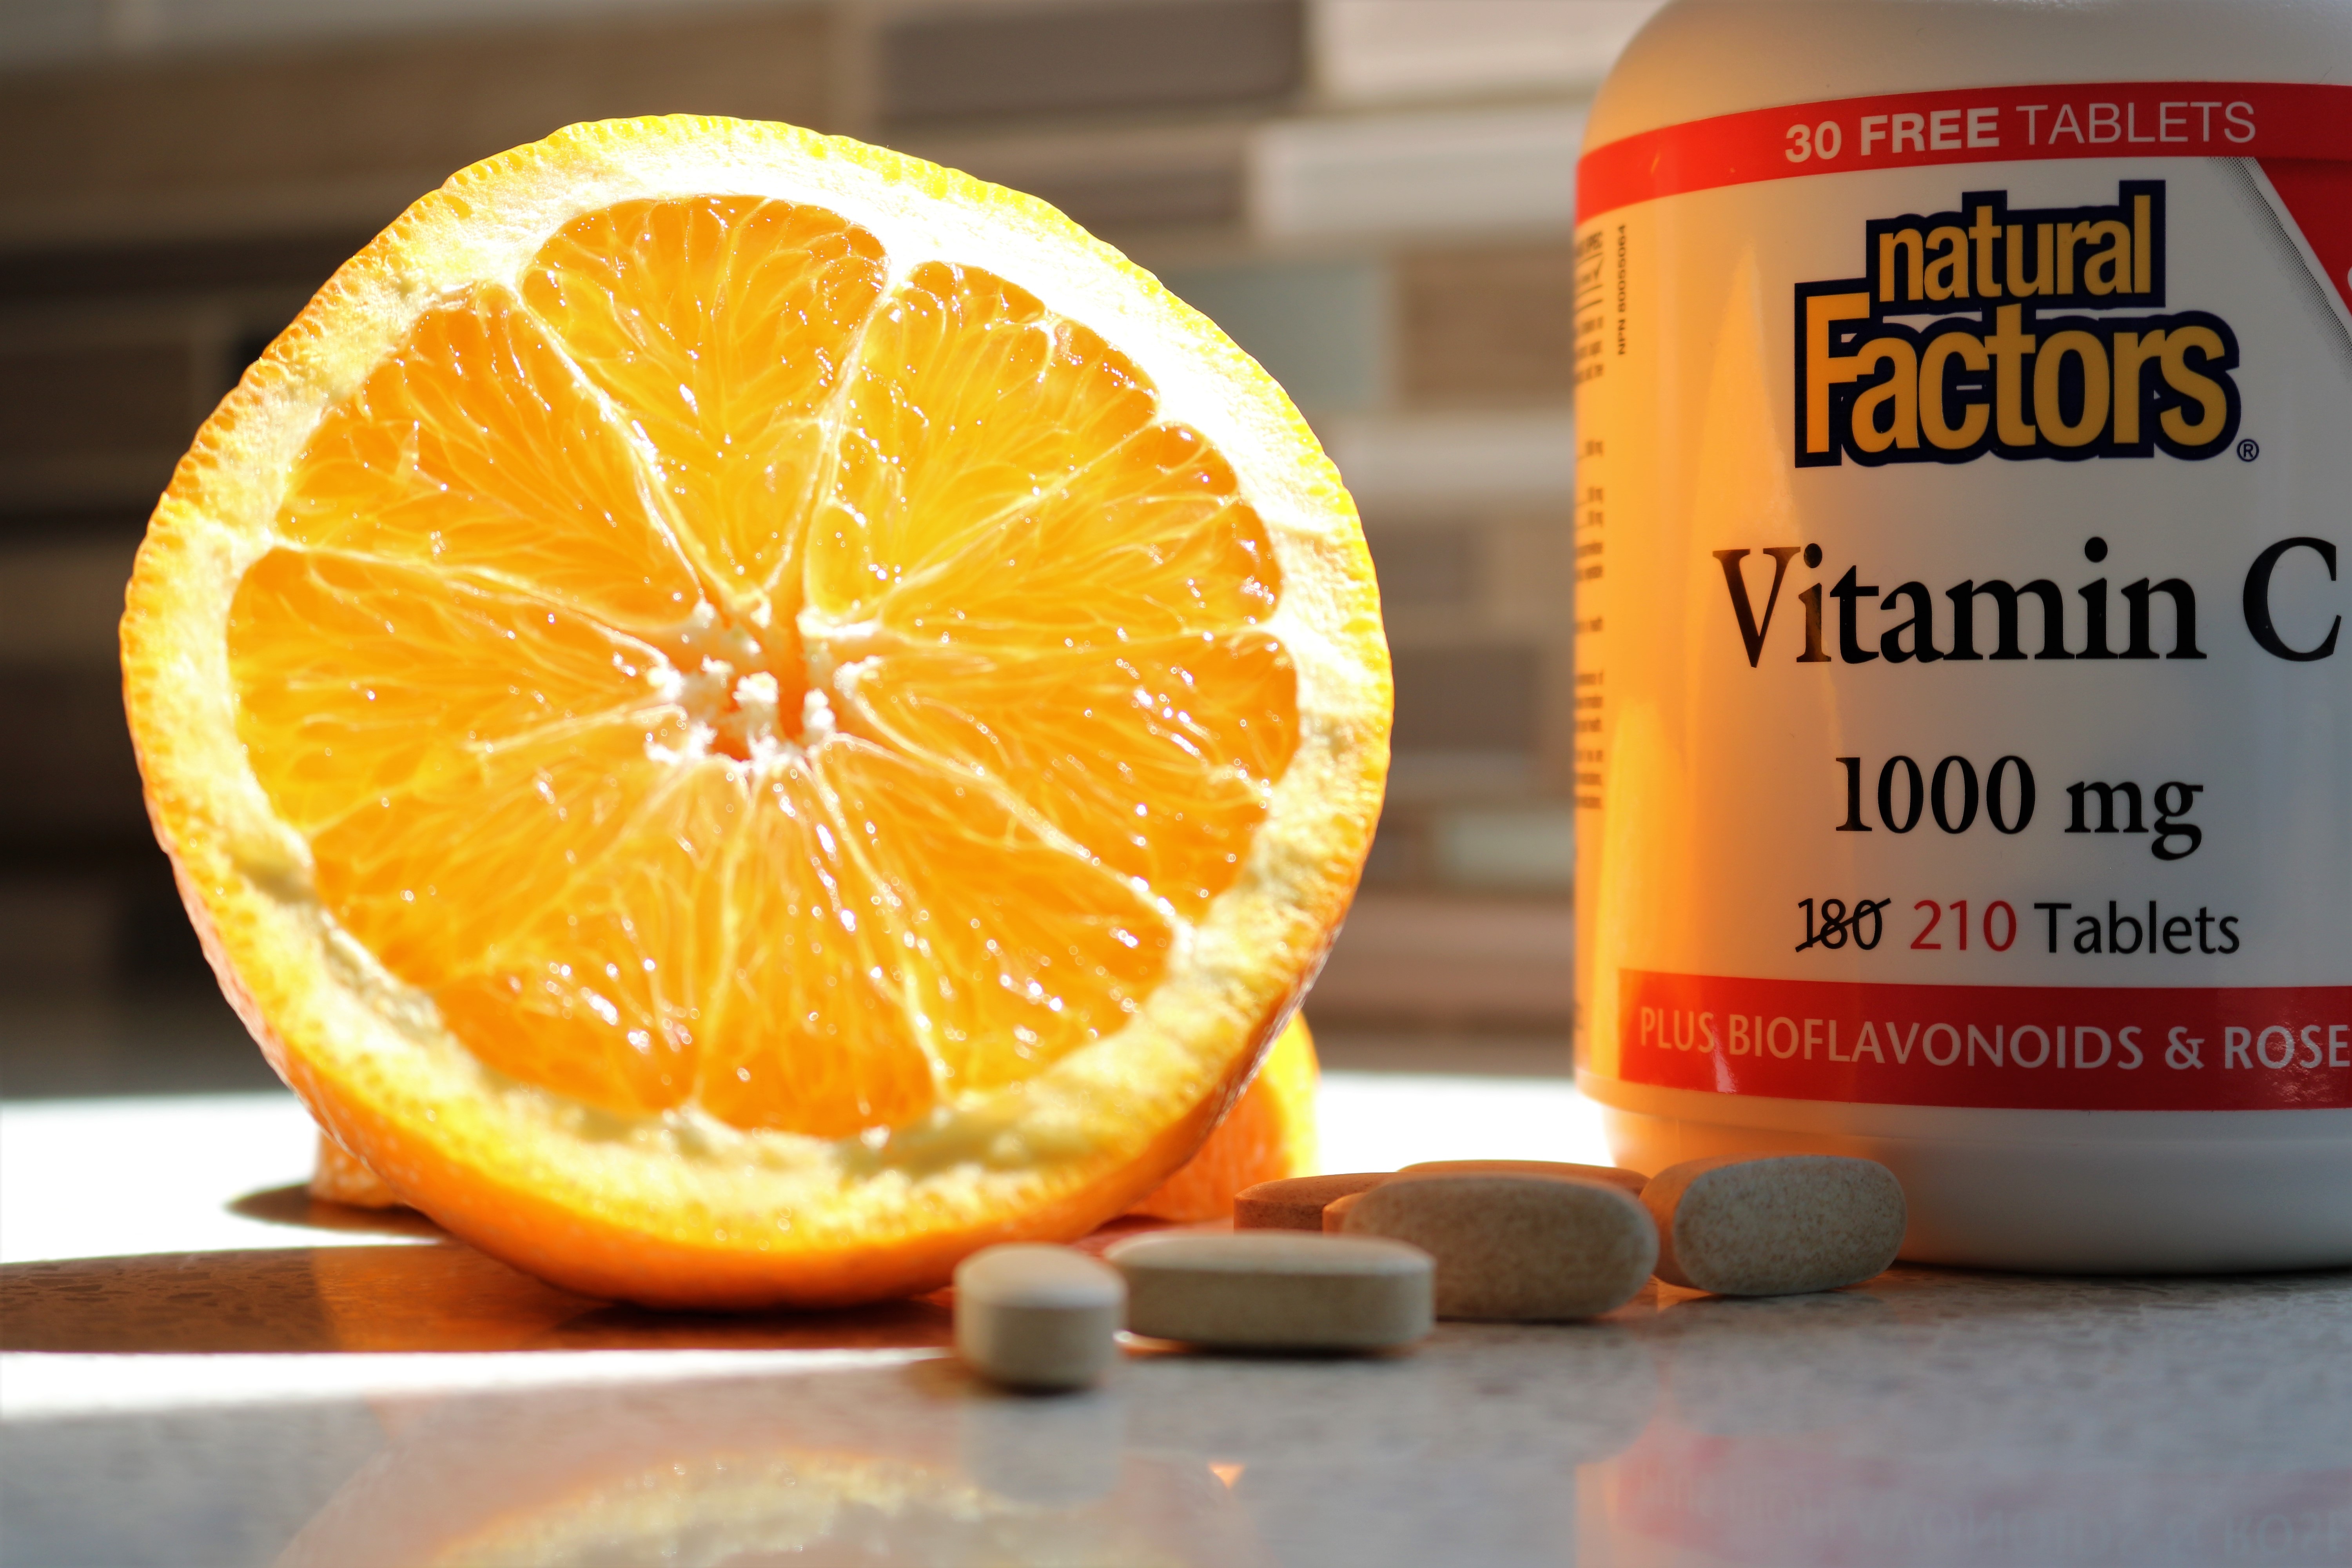 30 FREE TABLETS
natural
Factors®
Vitamin C
1000 mg
180 210 Tablets
PLUS BIOFLAVONOIDS & ROSE